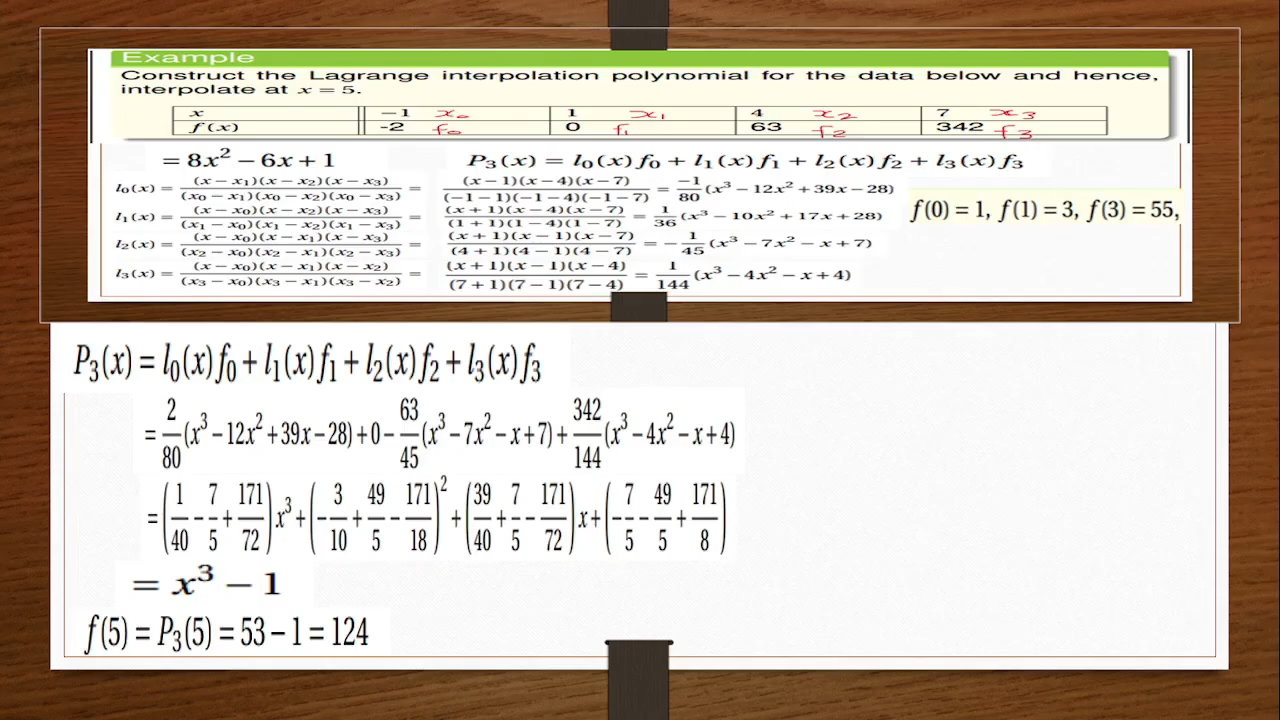 Example
Construct the Lagrange interpolation polynomial for the data below and hence,
interpolate at x = 5.
x −1 x₀ 1 x₁ 4 x₂ 7 x₃
f(x) -2 f₀ 0 f₁ 63 f₂ 342 f₃
= 8x² − 6x + 1 P₃(x) = l₀(x)f₀ + l₁(x)f₁ + l₂(x)f₂ + l₃(x)f₃
l₀(x) = (x − x₁)(x − x₂)(x − x₃) / (x₀ − x₁)(x₀ − x₂)(x₀ − x₃) = (x − 1)(x − 4)(x − 7) / (−1 − 1)(−1 − 4)(−1 − 7) = −1/80 (x³ − 12x² + 39x − 28)
f(0) = 1, f(1) = 3, f(3) = 55,
l₁(x) = (x − x₀)(x − x₂)(x − x₃) / (x₁ − x₀)(x₁ − x₂)(x₁ − x₃) = (x + 1)(x − 4)(x − 7) / (1 + 1)(1 − 4)(1 − 7) = 1/36 (x³ − 10x² + 17x + 28)
l₂(x) = (x − x₀)(x − x₁)(x − x₃) / (x₂ − x₀)(x₂ − x₁)(x₂ − x₃) = (x + 1)(x − 1)(x − 7) / (4 + 1)(4 − 1)(4 − 7) = − 1/45 (x³ − 7x² − x + 7)
l₃(x) = (x − x₀)(x − x₁)(x − x₂) / (x₃ − x₀)(x₃ − x₁)(x₃ − x₂) = (x + 1)(x − 1)(x − 4) / (7 + 1)(7 − 1)(7 − 4) = 1/144 (x³ − 4x² − x + 4)
P₃(x) = l₀(x)f₀ + l₁(x)f₁ + l₂(x)f₂ + l₃(x)f₃
= 2/80 (x³ − 12x² + 39x − 28) + 0 − 63/45 (x³ − 7x² − x + 7) + 342/144 (x³ − 4x² − x + 4)
= (1/40 − 7/5 + 171/72) x³ + (−3/10 + 49/5 − 171/18)² + (39/40 + 7/5 − 171/72) x + (−7/5 − 49/5 + 171/8)
= x³ − 1
f(5) = P₃(5) = 53 − 1 = 124